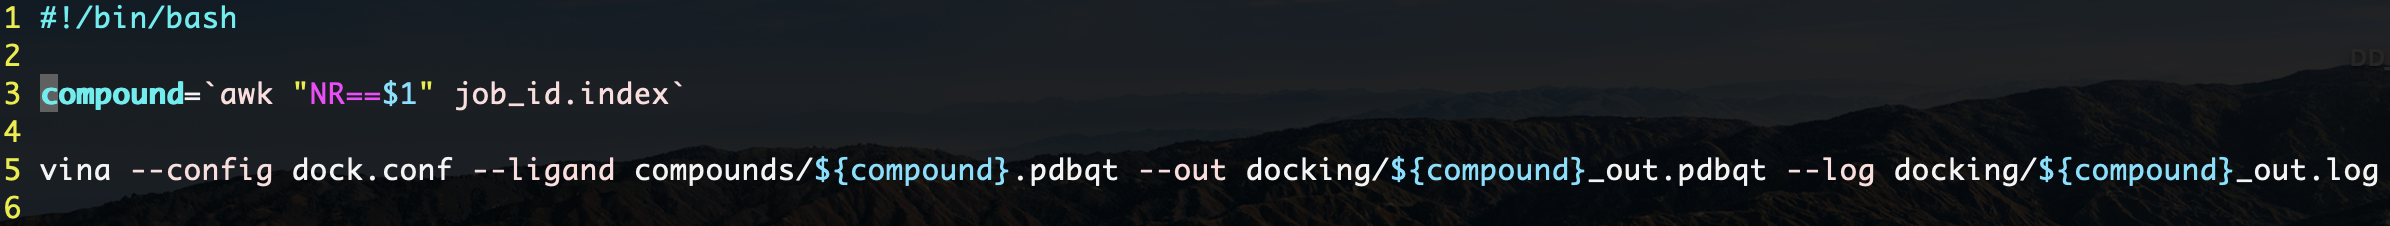 1 #!/bin/bash
2
3 compound=`awk "NR==$1" job_id.index`
4
5 vina --config dock.conf --ligand compounds/${compound}.pdbqt --out docking/${compound}_out.pdbqt --log docking/${compound}_out.log
6
DD